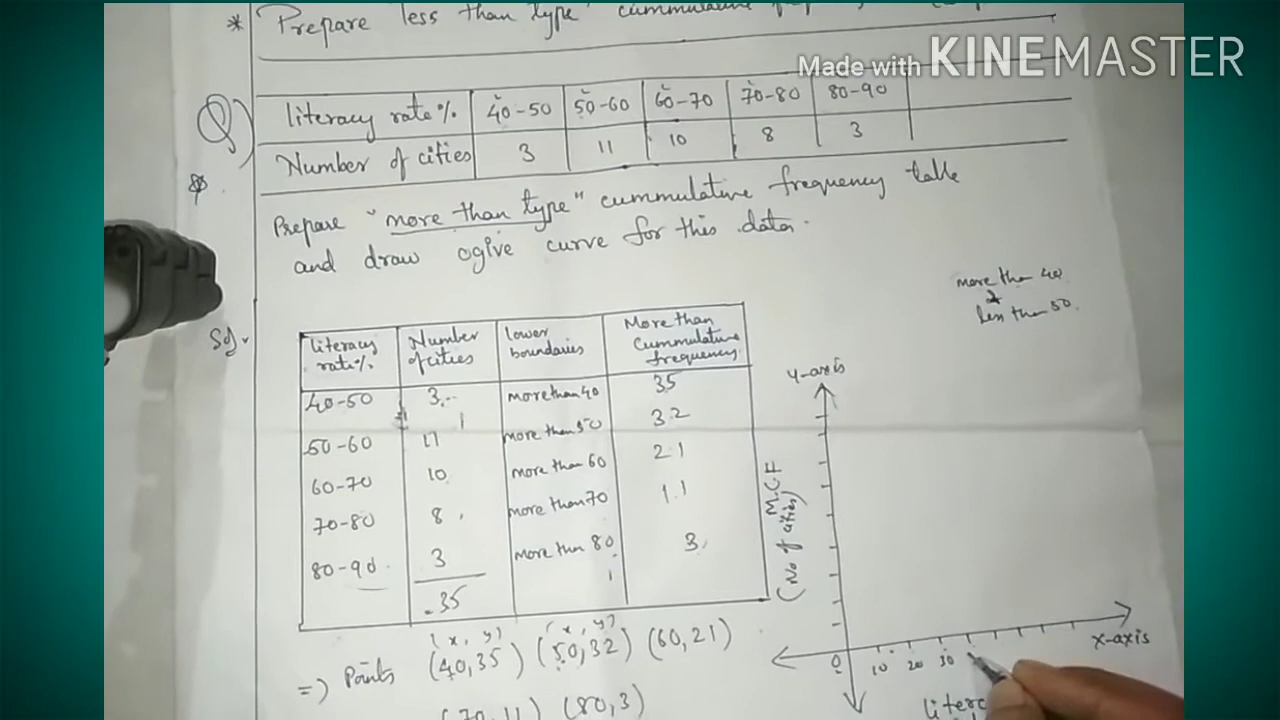 * Prepare "less than type" cummulative
Made with KINEMASTER
Q) literacy rate% 40-50 50-60 60-70 70-80 80-90
Number of cities 3 11 10 8 3
Prepare "more than type" cummulative frequency table
and draw ogive curve for this data.
more than 40
&
less than 50.
Sol.
literacy rate% Number of cities lower boundaries More than Cummulative frequency
40-50 3 more than 40 35
50-60 11 more than 50 32
60-70 10 more than 60 21
70-80 8 more than 70 11
80-90 3 more than 80 3
35
(x, y) (x, y)
=) Points (40,35) (50,32) (60,21)
(70,11) (80,3)
Y-axis
M.C.F
(No of cities)
0 10 20 30
X-axis